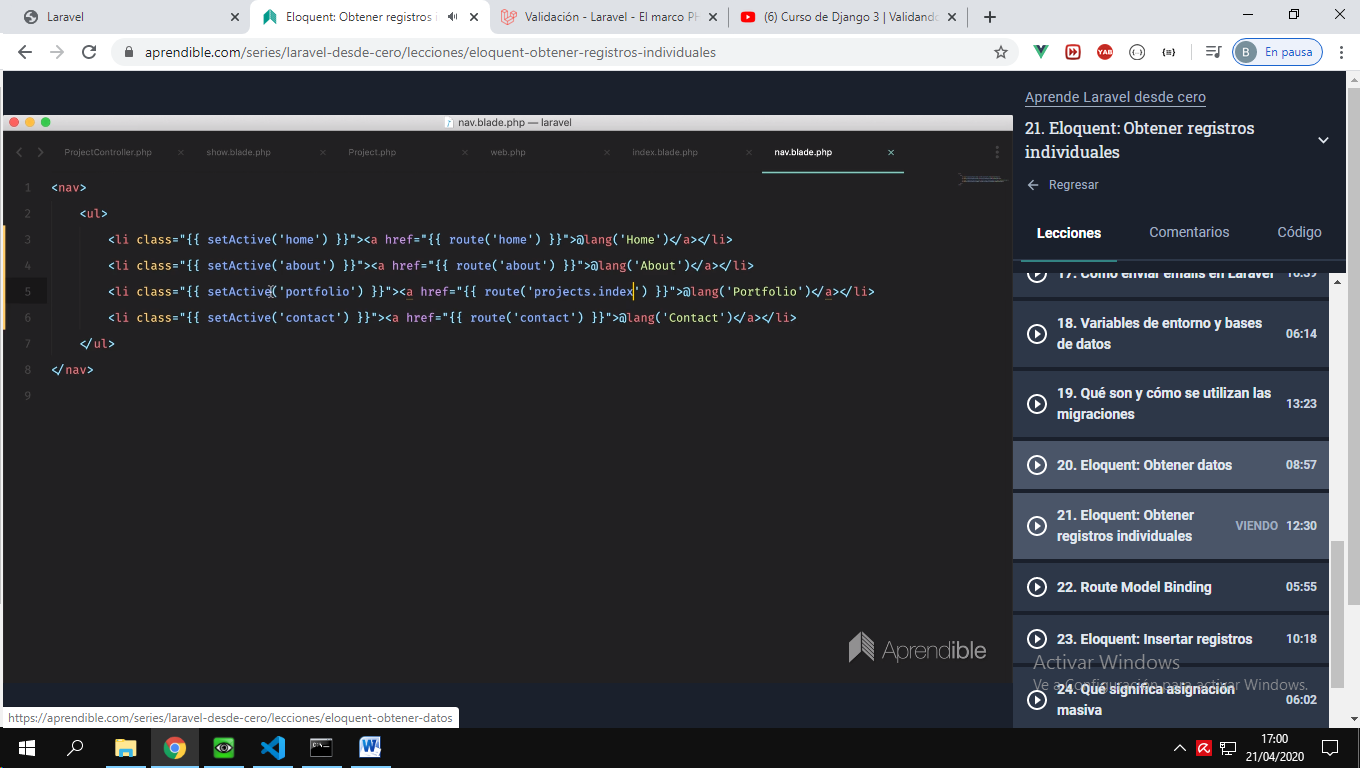 Laravel
Eloquent: Obtener registros i
Validación - Laravel - El marco PH
(6) Curso de Django 3 | Validando
aprendible.com/series/laravel-desde-cero/lecciones/eloquent-obtener-registros-individuales
YAB
B
En pausa
nav.blade.php — laravel
ProjectController.php
show.blade.php
Project.php
web.php
index.blade.php
nav.blade.php
1 <nav>
2 <ul>
3 <li class="{{ setActive('home') }}"><a href="{{ route('home') }}">@lang('Home')</a></li>
4 <li class="{{ setActive('about') }}"><a href="{{ route('about') }}">@lang('About')</a></li>
5 <li class="{{ setActive('portfolio') }}"><a href="{{ route('projects.index') }}">@lang('Portfolio')</a></li>
6 <li class="{{ setActive('contact') }}"><a href="{{ route('contact') }}">@lang('Contact')</a></li>
7 </ul>
8 </nav>
9
Aprendible
Aprende Laravel desde cero
21. Eloquent: Obtener registros
individuales
Regresar
Lecciones
Comentarios
Código
17. Cómo enviar emails en Laravel 10:39
18. Variables de entorno y bases
de datos
06:14
19. Qué son y cómo se utilizan las
migraciones
13:23
20. Eloquent: Obtener datos 08:57
21. Eloquent: Obtener
registros individuales
VIENDO 12:30
22. Route Model Binding 05:55
23. Eloquent: Insertar registros 10:18
Activar Windows
Ve a Configuración para activar Windows.
24. Qué significa asignación
masiva
06:02
https://aprendible.com/series/laravel-desde-cero/lecciones/eloquent-obtener-datos
17:00
21/04/2020